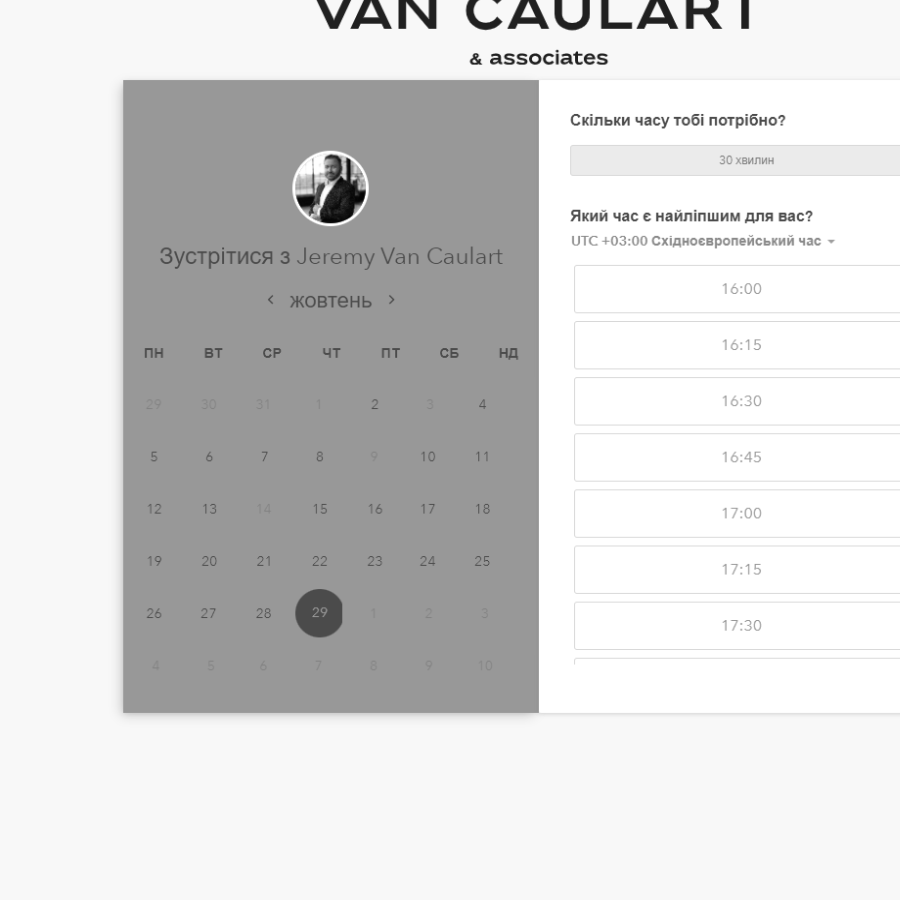 VAN CAULART
& associates
Зустрітися з Jeremy Van Caulart
жовтень
ПН ВТ СР ЧТ ПТ СБ НД
29 30 31 1 2 3 4
5 6 7 8 9 10 11
12 13 14 15 16 17 18
19 20 21 22 23 24 25
26 27 28 29 1 2 3
4 5 6 7 8 9 10
Скільки часу тобі потрібно?
30 хвилин
Який час є найліпшим для вас?
UTC +03:00 Східноєвропейський час
16:00
16:15
16:30
16:45
17:00
17:15
17:30